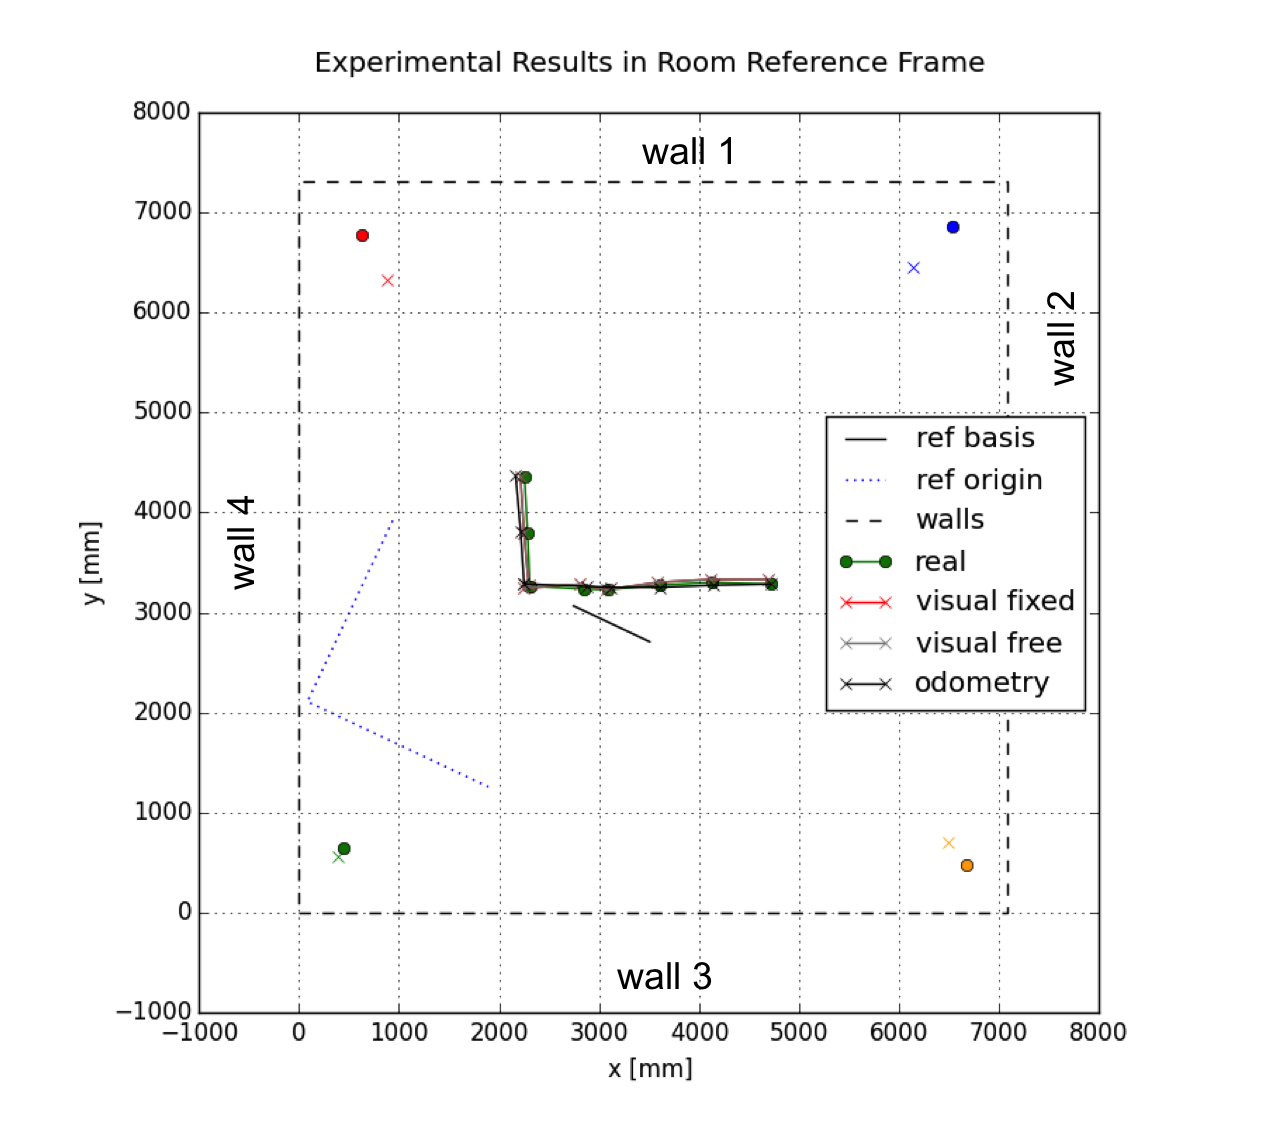 Experimental Results in Room Reference Frame
8000
7000
6000
5000
4000
3000
2000
1000
0
−1000
y [mm]
wall 1
wall 2
wall 4
wall 3
ref basis
ref origin
walls
real
visual fixed
visual free
odometry
−1000 0 1000 2000 3000 4000 5000 6000 7000 8000
x [mm]